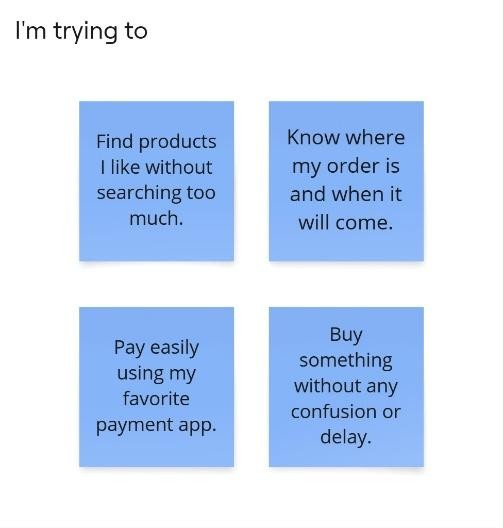 I'm trying to
Find products
I like without
searching too
much.
Know where
my order is
and when it
will come.
Pay easily
using my
favorite
payment app.
Buy
something
without any
confusion or
delay.